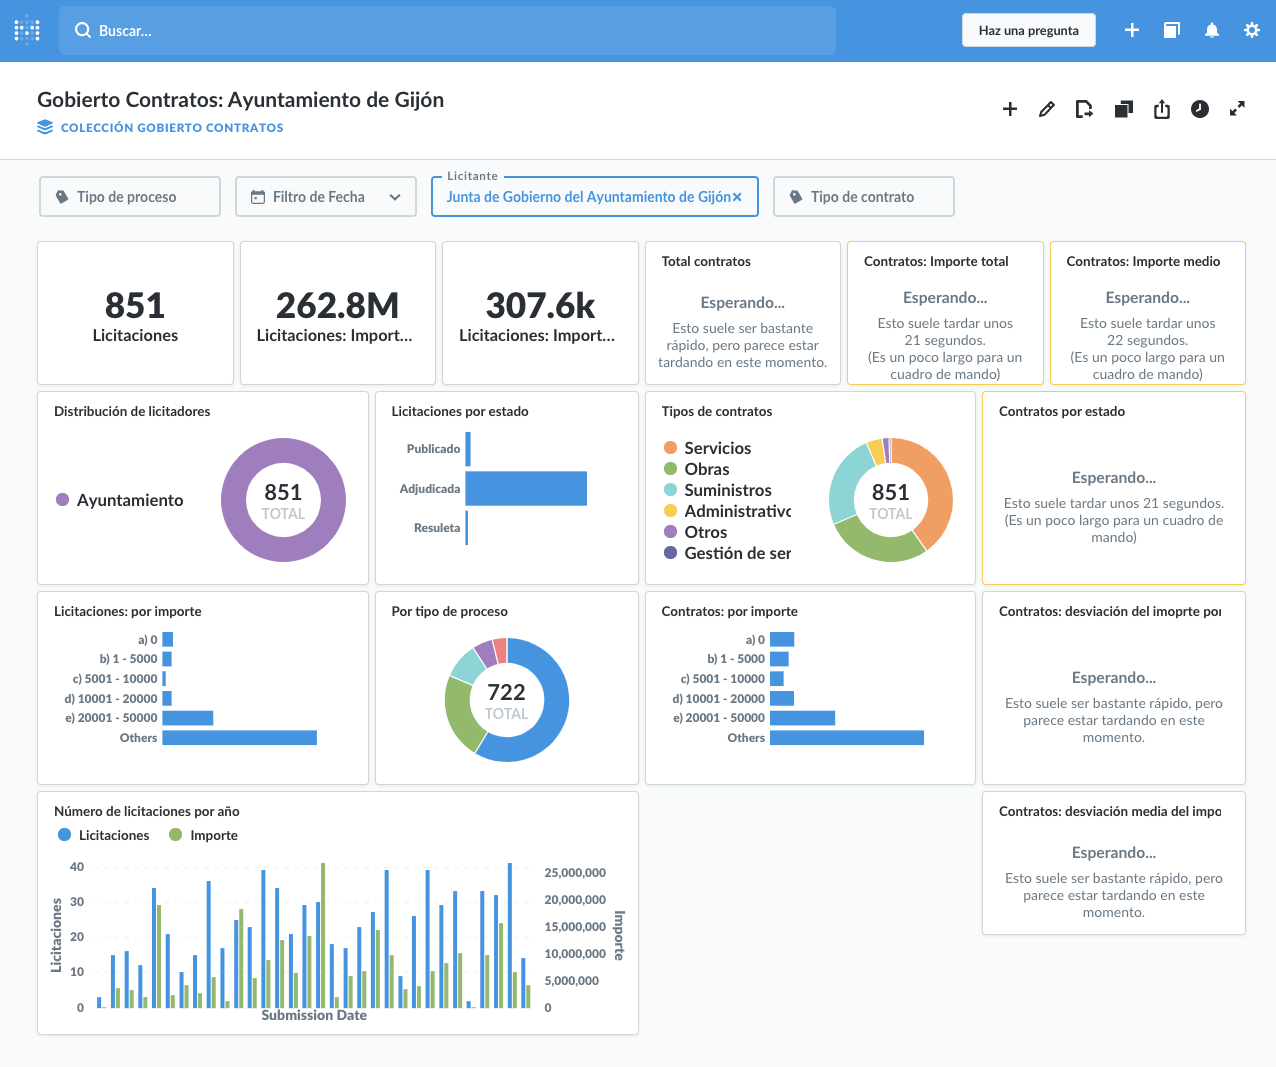 Buscar...
Haz una pregunta
Gobierto Contratos: Ayuntamiento de Gijón
COLECCIÓN GOBIERTO CONTRATOS
Tipo de proceso
Filtro de Fecha
Licitante
Junta de Gobierno del Ayuntamiento de Gijón
Tipo de contrato
851
Licitaciones
262.8M
Licitaciones: Import...
307.6k
Licitaciones: Import...
Total contratos
Esperando...
Esto suele ser bastante
rápido, pero parece estar
tardando en este momento.
Contratos: Importe total
Esperando...
Esto suele tardar unos
21 segundos.
(Es un poco largo para un
cuadro de mando)
Contratos: Importe medio
Esperando...
Esto suele tardar unos
22 segundos.
(Es un poco largo para un
cuadro de mando)
Distribución de licitadores
Ayuntamiento
851
TOTAL
Licitaciones por estado
Publicado
Adjudicada
Resuleta
Tipos de contratos
Servicios
Obras
Suministros
Administrativo
Otros
Gestión de ser
851
TOTAL
Contratos por estado
Esperando...
Esto suele tardar unos 21 segundos.
(Es un poco largo para un cuadro de
mando)
Licitaciones: por importe
a) 0
b) 1 - 5000
c) 5001 - 10000
d) 10001 - 20000
e) 20001 - 50000
Others
Por tipo de proceso
722
TOTAL
Contratos: por importe
a) 0
b) 1 - 5000
c) 5001 - 10000
d) 10001 - 20000
e) 20001 - 50000
Others
Contratos: desviación del imoprte por
Esperando...
Esto suele ser bastante rápido, pero
parece estar tardando en este
momento.
Número de licitaciones por año
Licitaciones
Importe
40
30
20
10
0
Licitaciones
25,000,000
20,000,000
15,000,000
10,000,000
5,000,000
0
Importe
Submission Date
Contratos: desviación media del impo
Esperando...
Esto suele ser bastante rápido, pero
parece estar tardando en este
momento.